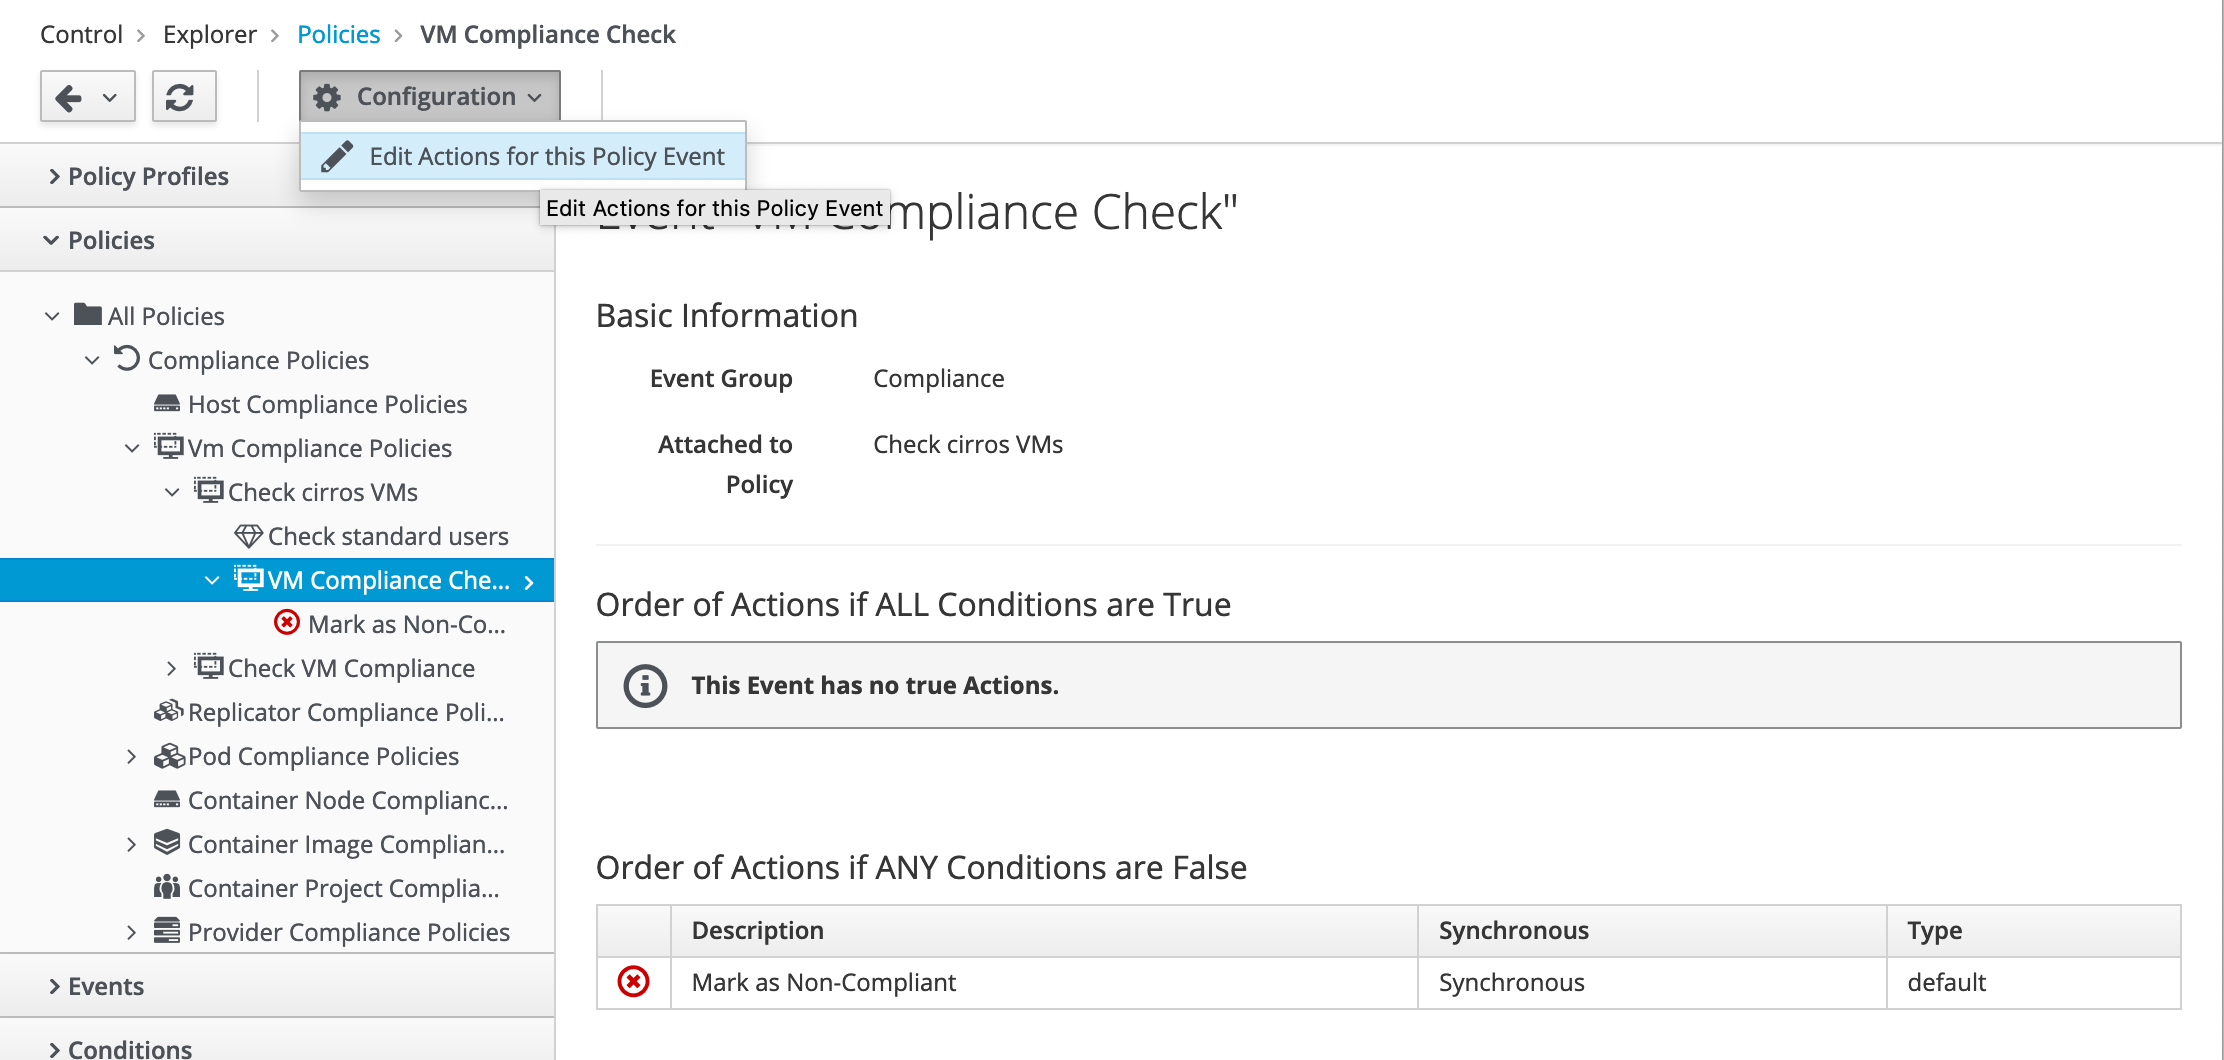 Control > Explorer > Policies > VM Compliance Check
Configuration
Edit Actions for this Policy Event
Edit Actions for this Policy Event
Policy Profiles
Policies
All Policies
Compliance Policies
Host Compliance Policies
Vm Compliance Policies
Check cirros VMs
Check standard users
VM Compliance Che...
Mark as Non-Co...
Check VM Compliance
Replicator Compliance Poli...
Pod Compliance Policies
Container Node Complianc...
Container Image Complian...
Container Project Complia...
Provider Compliance Policies
Events
Conditions
Event "VM Compliance Check"
Basic Information
Event Group Compliance
Attached to Policy Check cirros VMs
Order of Actions if ALL Conditions are True
This Event has no true Actions.
Order of Actions if ANY Conditions are False
Description Synchronous Type
Mark as Non-Compliant Synchronous default